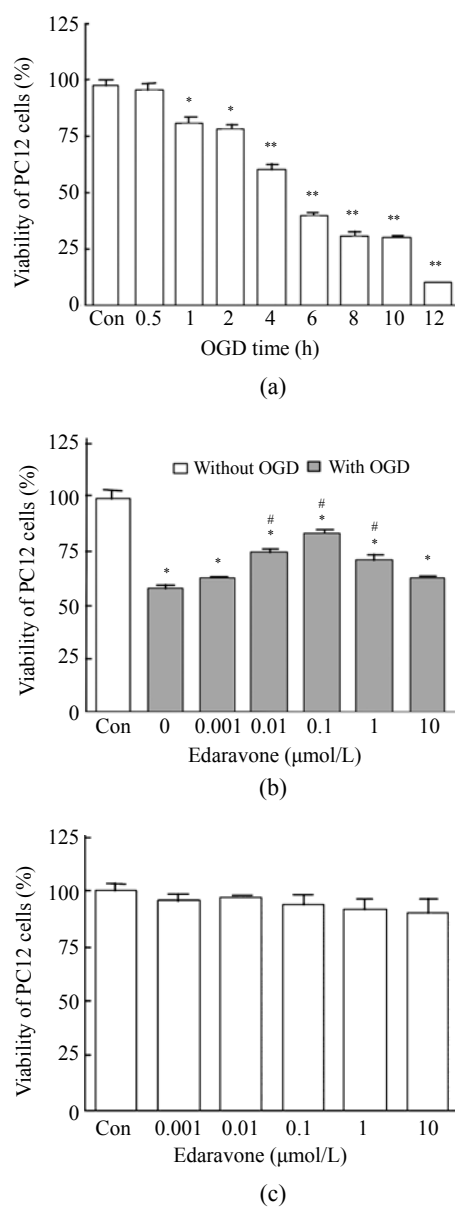 125
100
75
50
25
0
Viability of PC12 cells (%)
* * ** ** ** ** **
Con 0.5 1 2 4 6 8 10 12
OGD time (h)
(a)
125
100
75
50
25
0
Viability of PC12 cells (%)
Without OGD With OGD
# # #
* * * * * *
Con 0 0.001 0.01 0.1 1 10
Edaravone (μmol/L)
(b)
125
100
75
50
25
0
Viability of PC12 cells (%)
Con 0.001 0.01 0.1 1 10
Edaravone (μmol/L)
(c)